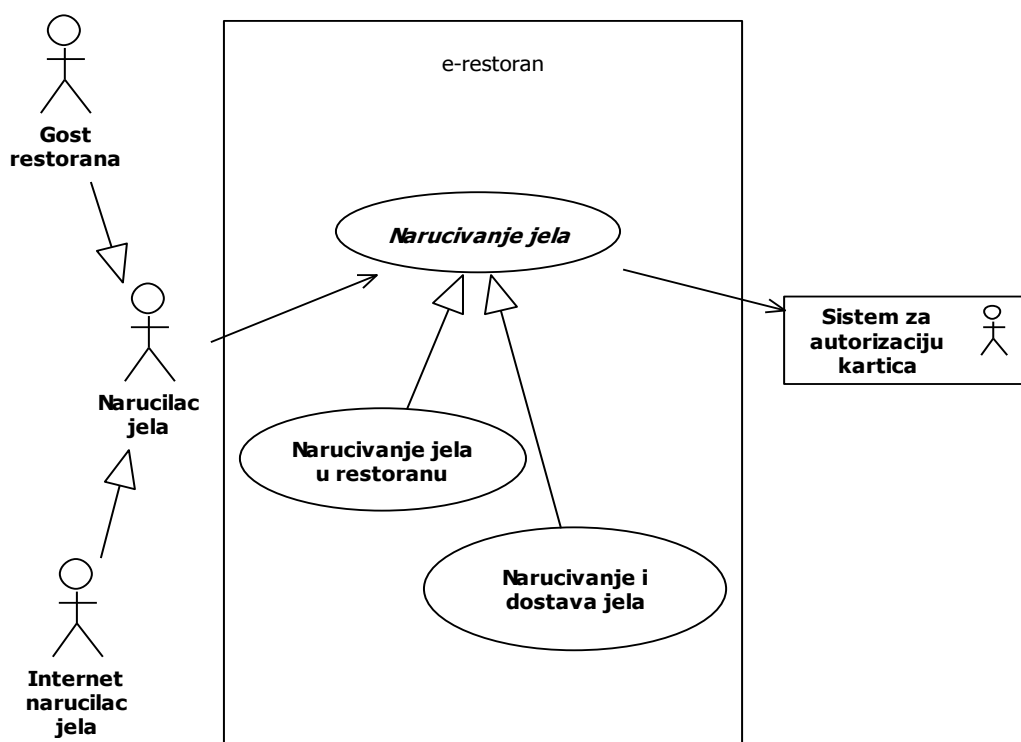 e-restoran
Gost
restorana
Narucivanje jela
Sistem za
autorizaciju
kartica
Narucilac
jela
Narucivanje jela
u restoranu
Narucivanje i
dostava jela
Internet
narucilac
jela